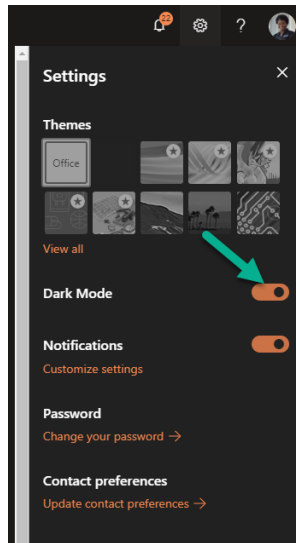 22
?
Settings
Themes
Office
View all
Dark Mode
Notifications
Customize settings
Password
Change your password →
Contact preferences
Update contact preferences →